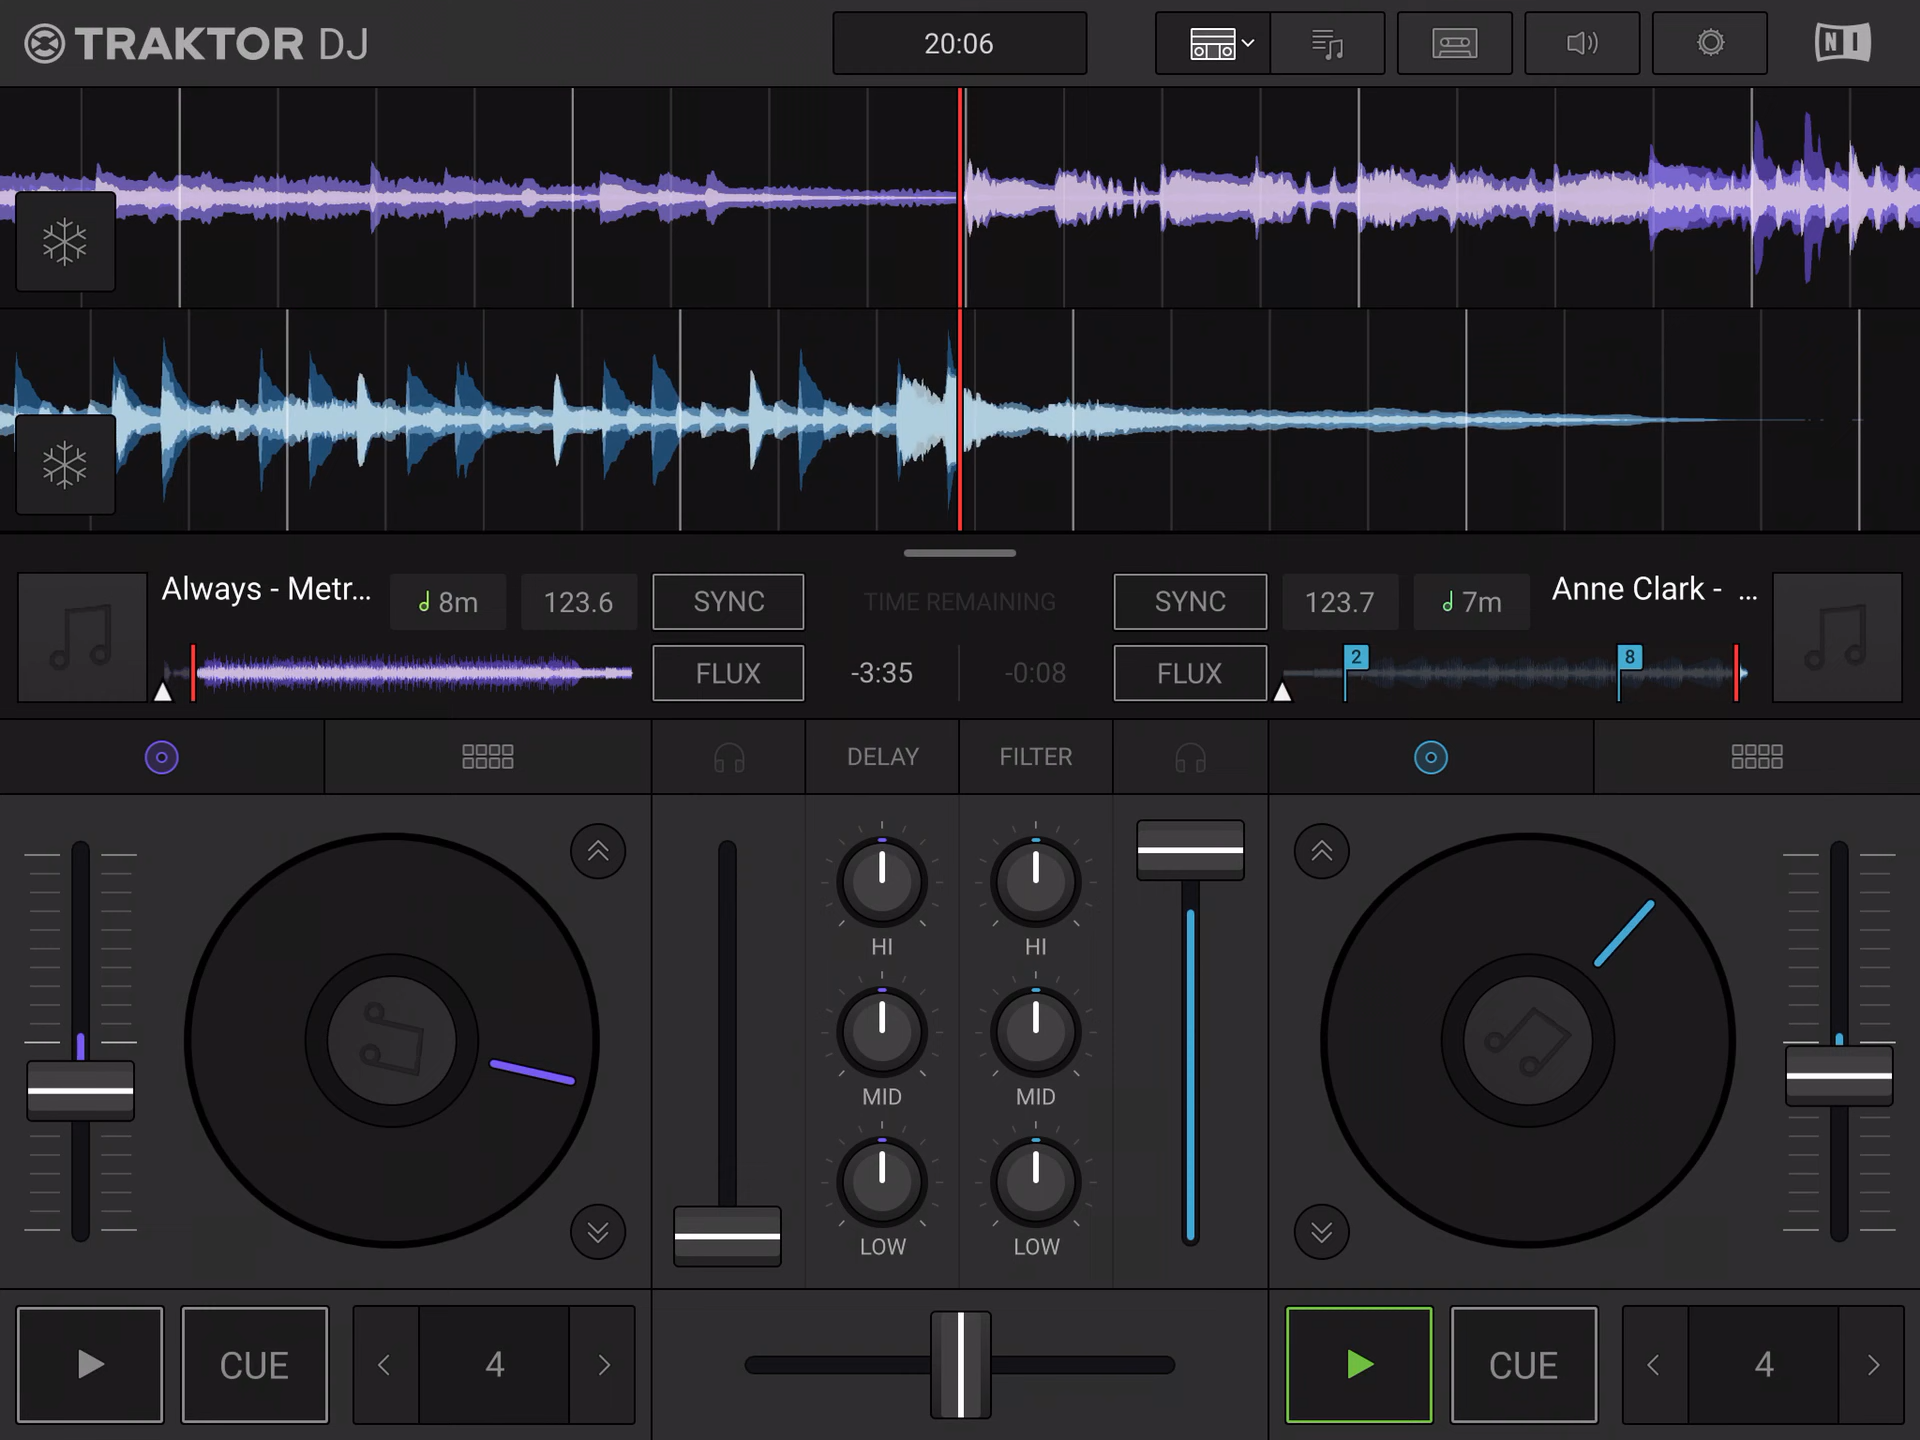 TRAKTOR DJ
20:06
NI
Always - Metr...
8m
123.6
SYNC
TIME REMAINING
SYNC
123.7
7m
Anne Clark - ...
FLUX
-3:35
-0:08
FLUX
2
8
DELAY
FILTER
HI
HI
MID
MID
LOW
LOW
CUE
4
CUE
4